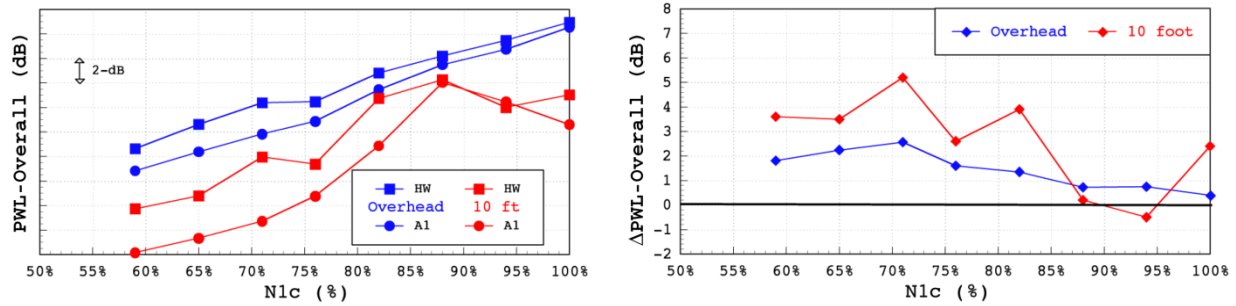 PWL-Overall (dB)
2-dB
HW HW
Overhead 10 ft
Al Al
50% 55% 60% 65% 70% 75% 80% 85% 90% 95% 100%
N1c (%)
ΔPWL-Overall (dB)
8
7
6
5
4
3
2
1
0
-1
-2
Overhead 10 foot
50% 55% 60% 65% 70% 75% 80% 85% 90% 95% 100%
N1c (%)